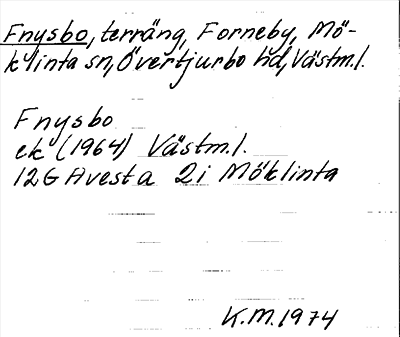 Fnysbo, terräng, Forneby, Mö-
klinta sn, Övertjurbo hd, Västm.l.
Fnysbo
ek (1964) Västm.l.
12G Avesta 2i Möklinta
K.M.1974